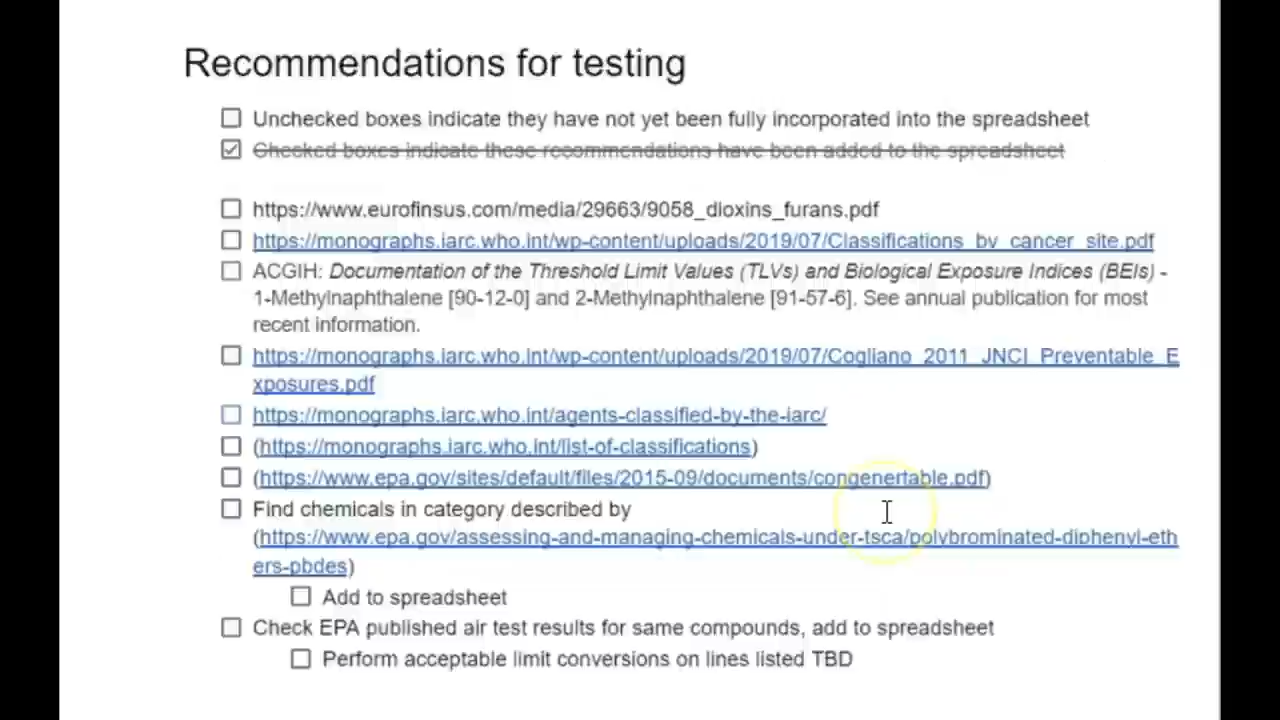 Recommendations for testing
Unchecked boxes indicate they have not yet been fully incorporated into the spreadsheet
Checked boxes indicate these recommendations have been added to the spreadsheet
https://www.eurofinsus.com/media/29663/9058_dioxins_furans.pdf
https://monographs.iarc.who.int/wp-content/uploads/2019/07/Classifications_by_cancer_site.pdf
ACGIH: Documentation of the Threshold Limit Values (TLVs) and Biological Exposure Indices (BEIs) -
1-Methylnaphthalene [90-12-0] and 2-Methylnaphthalene [91-57-6]. See annual publication for most
recent information.
https://monographs.iarc.who.int/wp-content/uploads/2019/07/Cogliano_2011_JNCI_Preventable_E
xposures.pdf
https://monographs.iarc.who.int/agents-classified-by-the-iarc/
(https://monographs.iarc.who.int/list-of-classifications)
(https://www.epa.gov/sites/default/files/2015-09/documents/congenertable.pdf)
Find chemicals in category described by
(https://www.epa.gov/assessing-and-managing-chemicals-under-tsca/polybrominated-diphenyl-eth
ers-pbdes)
Add to spreadsheet
Check EPA published air test results for same compounds, add to spreadsheet
Perform acceptable limit conversions on lines listed TBD